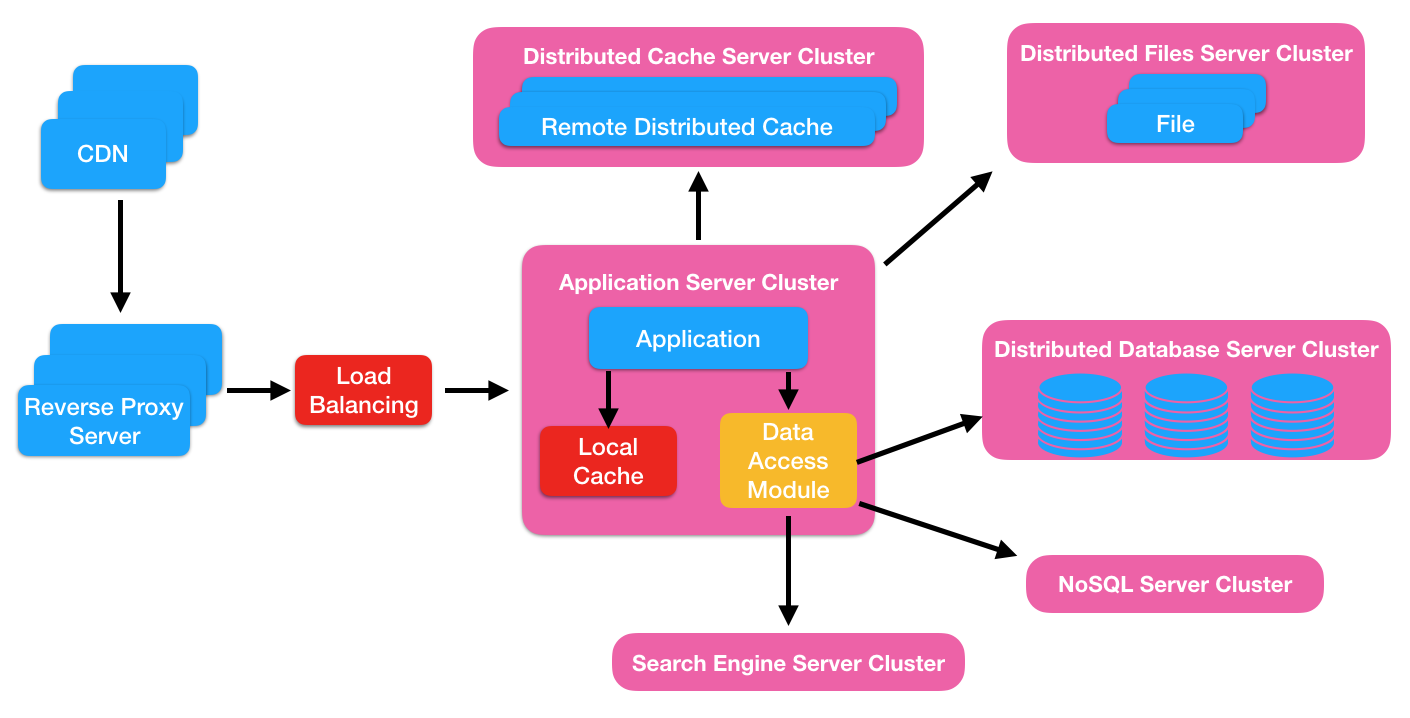 Distributed Cache Server Cluster
Remote Distributed Cache
Distributed Files Server Cluster
File
CDN
Reverse Proxy
Server
Load
Balancing
Application Server Cluster
Application
Local
Cache
Data
Access
Module
Distributed Database Server Cluster
NoSQL Server Cluster
Search Engine Server Cluster